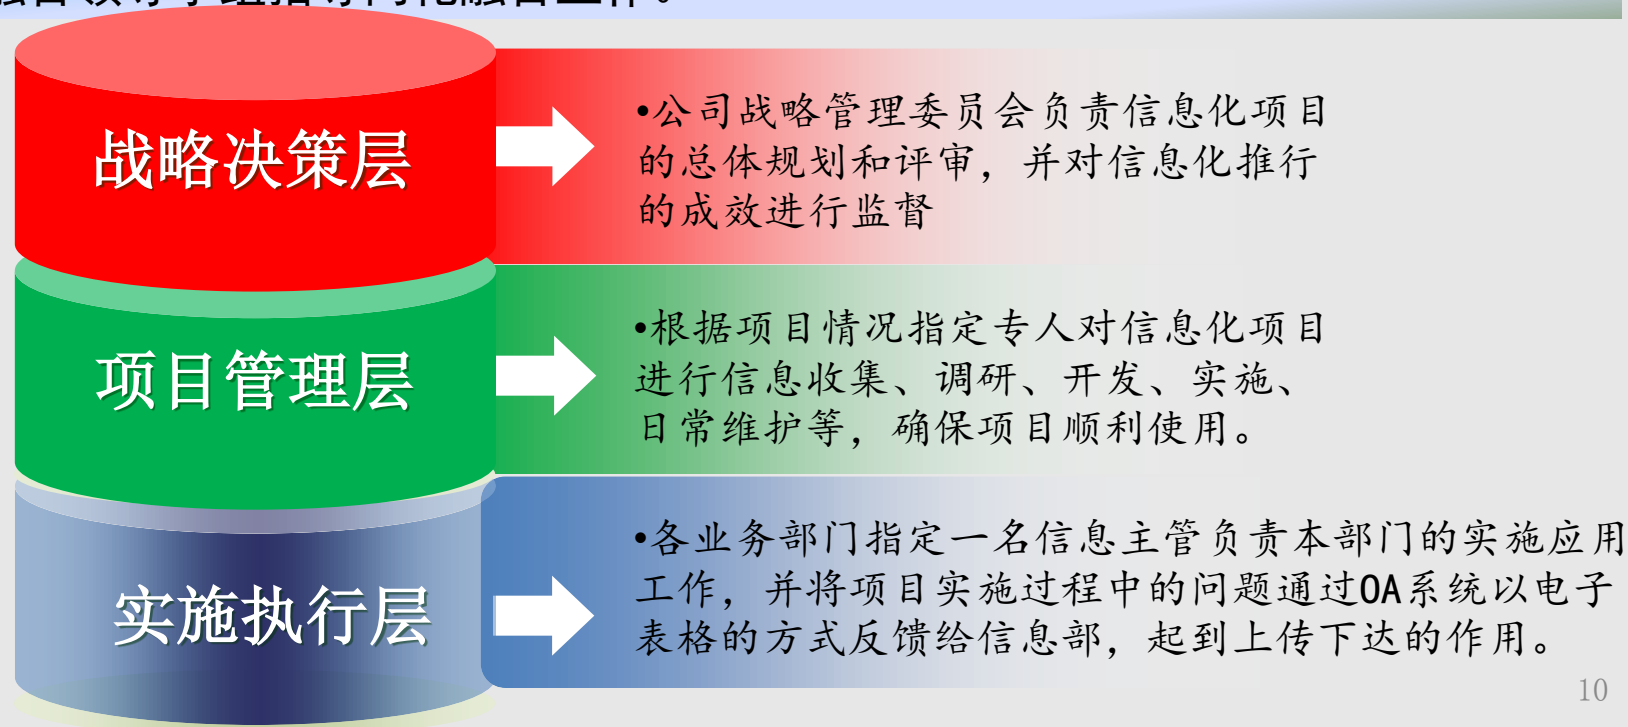 战略决策层
•公司战略管理委员会负责信息化项目
的总体规划和评审，并对信息化推行
的成效进行监督
项目管理层
•根据项目情况指定专人对信息化项目
进行信息收集、调研、开发、实施、
日常维护等，确保项目顺利使用。
实施执行层
•各业务部门指定一名信息主管负责本部门的实施应用
工作，并将项目实施过程中的问题通过OA系统以电子
表格的方式反馈给信息部，起到上传下达的作用。
10